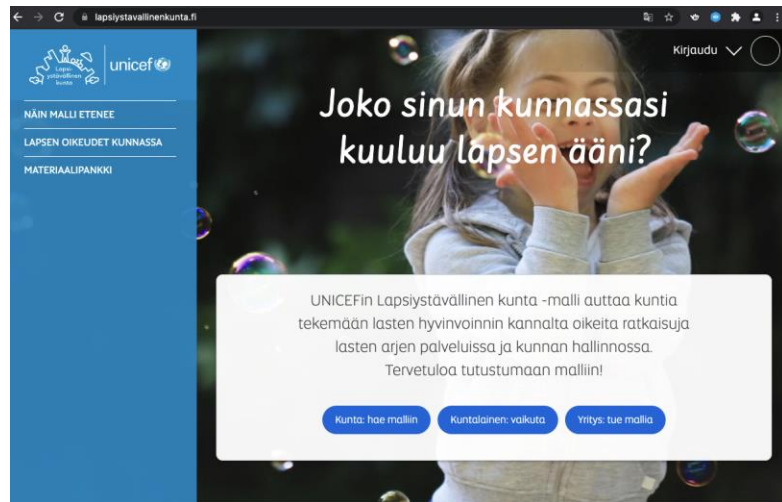 lapsiystavallinenkunta.fi
Lapsi-
ystävällinen
kunta
unicef
Kirjaudu
NÄIN MALLI ETENEE
LAPSEN OIKEUDET KUNNASSA
MATERIAALIPANKKI
Joko sinun kunnassasi
kuuluu lapsen ääni?
UNICEFin Lapsiystävällinen kunta -malli auttaa kuntia
tekemään lasten hyvinvoinnin kannalta oikeita ratkaisuja
lasten arjen palveluissa ja kunnan hallinnossa.
Tervetuloa tutustumaan malliin!
Kunta: hae malliin
Kuntalainen: vaikuta
Yritys: tue mallia